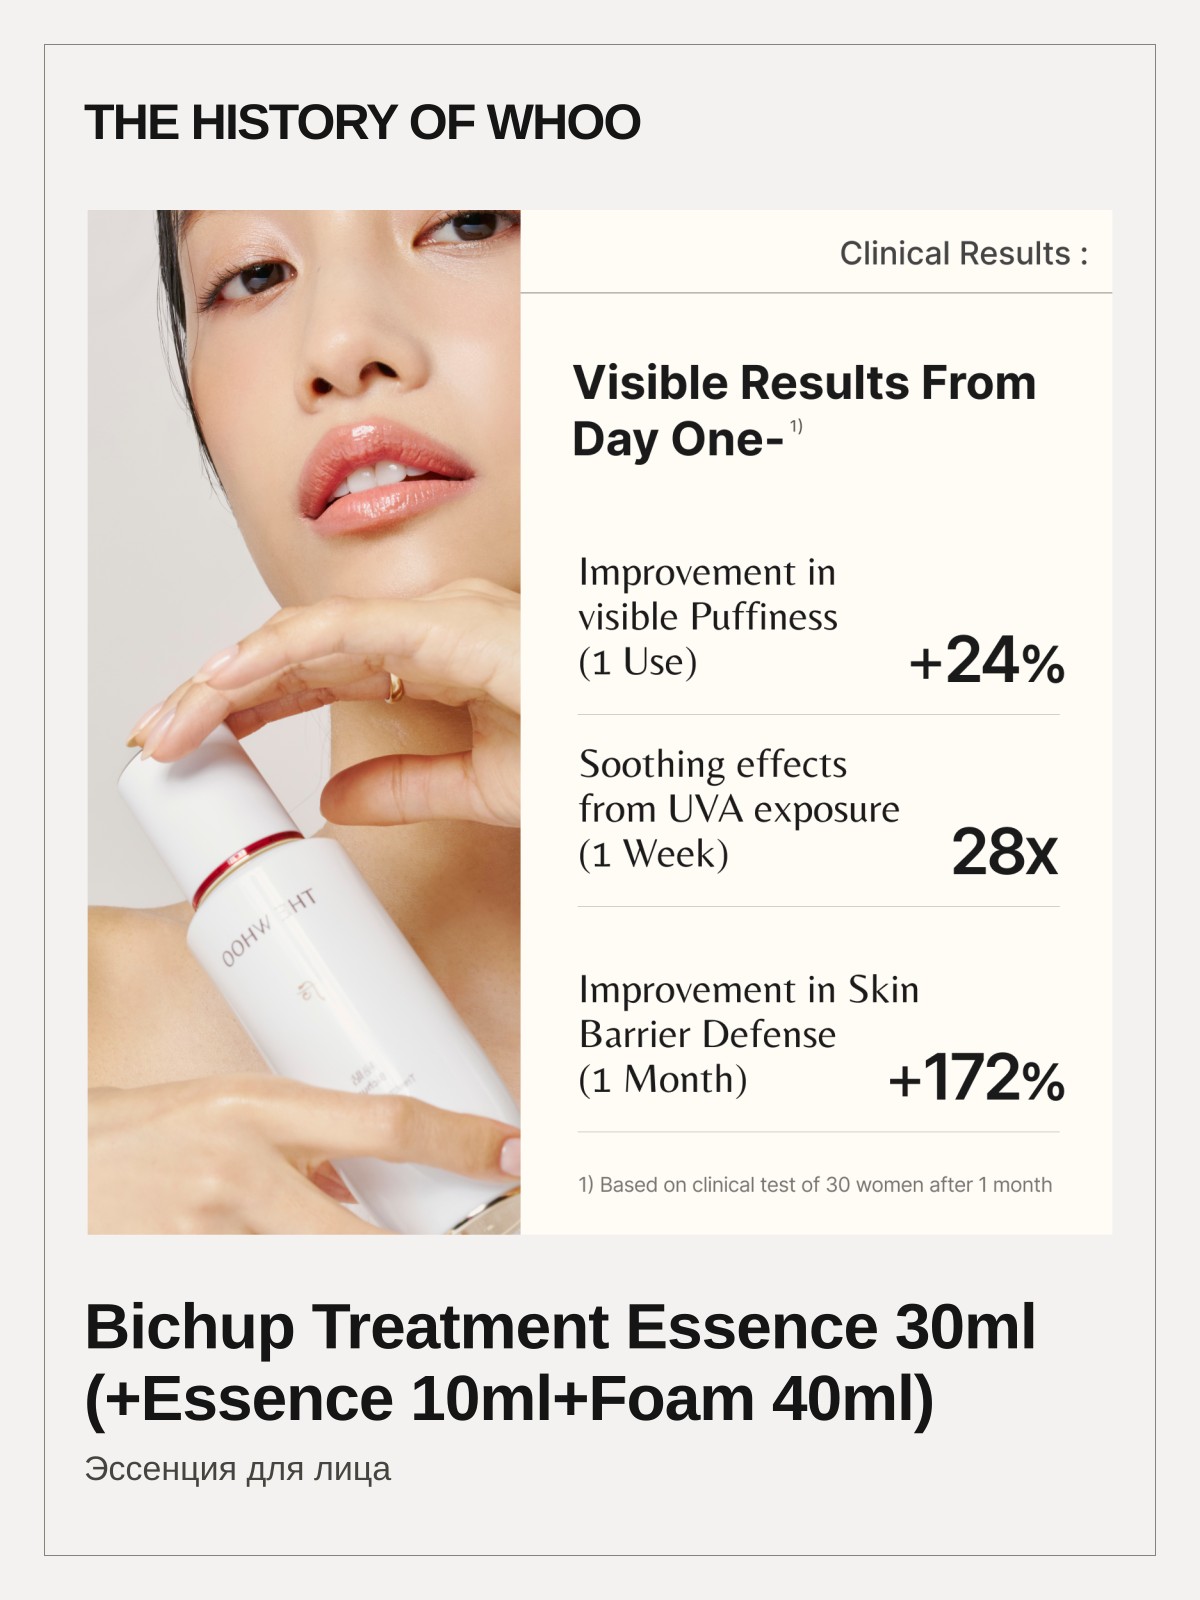 THE HISTORY OF WHOO
Clinical Results :
Visible Results From
Day One- 1)
Improvement in
visible Puffiness
(1 Use)
+24%
Soothing effects
from UVA exposure
(1 Week)
28x
Improvement in Skin
Barrier Defense
(1 Month)
+172%
1) Based on clinical test of 30 women after 1 month
THE WHOO
Bichup Treatment Essence 30ml
(+Essence 10ml+Foam 40ml)
Эссенция для лица